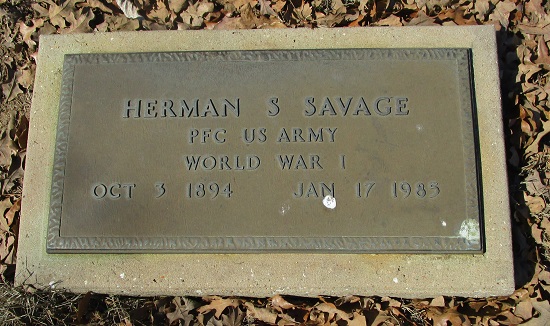 HERMAN S SAVAGE
PFC US ARMY
WORLD WAR I
OCT 3 1894 JAN 17 1985